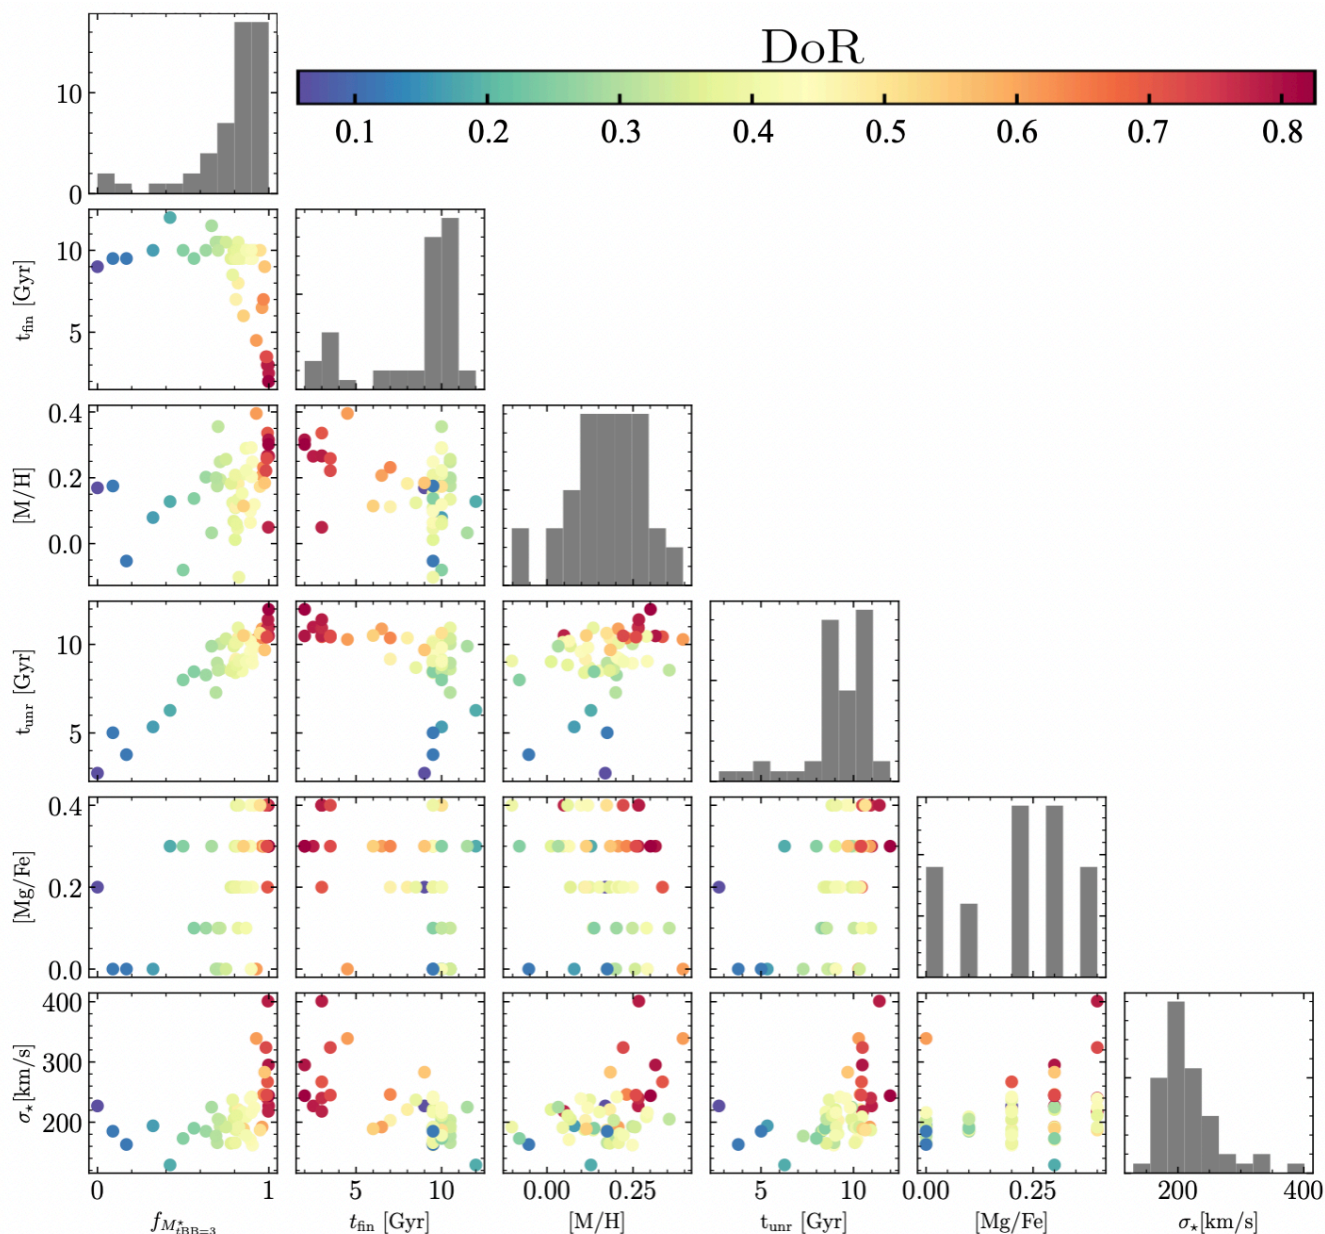 DoR
0.1 0.2 0.3 0.4 0.5 0.6 0.7 0.8
10
0
t_fin [Gyr]
10
5
[M/H]
0.4
0.2
0.0
t_unr [Gyr]
10
5
[Mg/Fe]
0.4
0.2
0.0
σ⋆[km/s]
400
300
200
0 1 5 10 0.00 0.25 5 10 0.00 0.25 200 400
f_{M⋆_{tBB=3}} t_fin [Gyr] [M/H] t_unr [Gyr] [Mg/Fe] σ⋆[km/s]